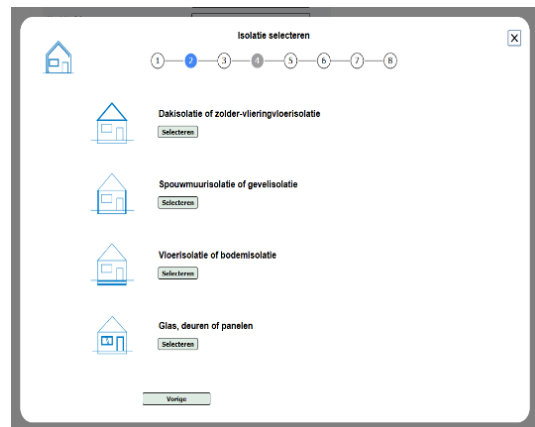 Isolatie selecteren
X
1 2 3 4 5 6 7 8
Dakisolatie of zolder-vlieringvloerisolatie
Selecteren
Spouwmuurisolatie of gevelisolatie
Selecteren
Vloerisolatie of bodemisolatie
Selecteren
Glas, deuren of panelen
Selecteren
Vorige